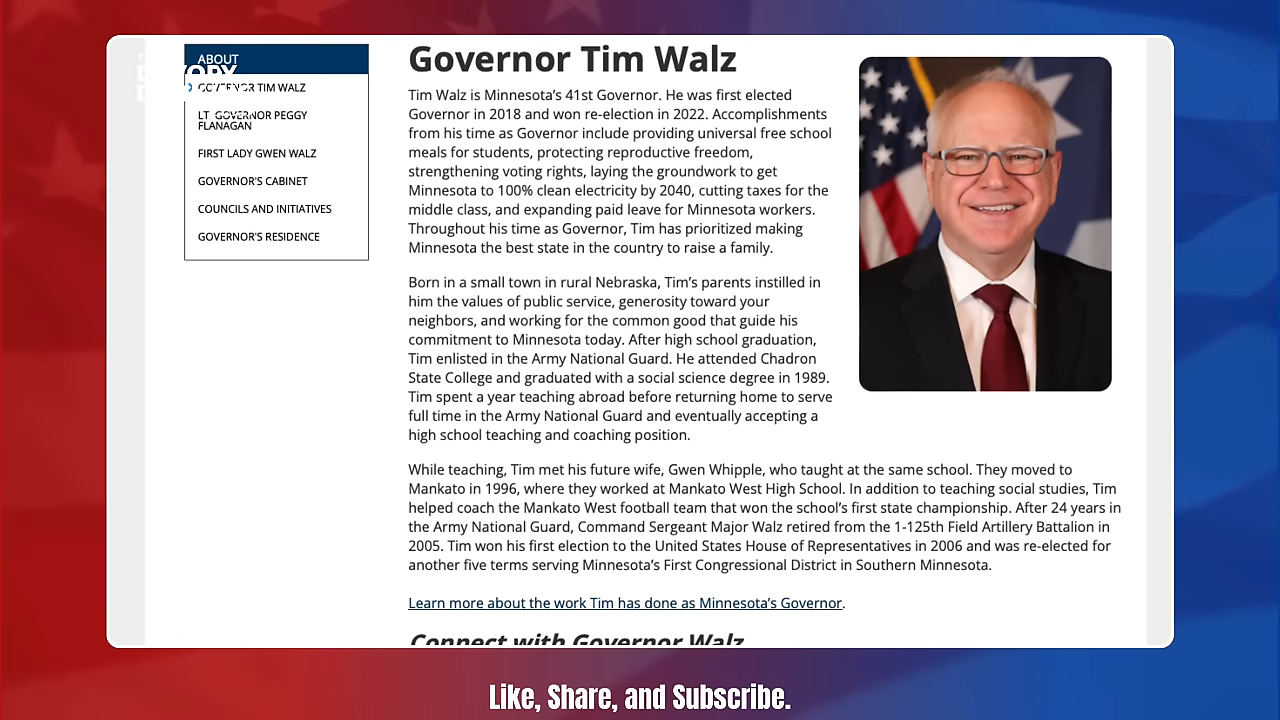 ABOUT
GOVERNOR TIM WALZ
LT. GOVERNOR PEGGY
FLANAGAN
FIRST LADY GWEN WALZ
GOVERNOR'S CABINET
COUNCILS AND INITIATIVES
GOVERNOR'S RESIDENCE
Governor Tim Walz
Tim Walz is Minnesota's 41st Governor. He was first elected
Governor in 2018 and won re-election in 2022. Accomplishments
from his time as Governor include providing universal free school
meals for students, protecting reproductive freedom,
strengthening voting rights, laying the groundwork to get
Minnesota to 100% clean electricity by 2040, cutting taxes for the
middle class, and expanding paid leave for Minnesota workers.
Throughout his time as Governor, Tim has prioritized making
Minnesota the best state in the country to raise a family.
Born in a small town in rural Nebraska, Tim's parents instilled in
him the values of public service, generosity toward your
neighbors, and working for the common good that guide his
commitment to Minnesota today. After high school graduation,
Tim enlisted in the Army National Guard. He attended Chadron
State College and graduated with a social science degree in 1989.
Tim spent a year teaching abroad before returning home to serve
full time in the Army National Guard and eventually accepting a
high school teaching and coaching position.
While teaching, Tim met his future wife, Gwen Whipple, who taught at the same school. They moved to
Mankato in 1996, where they worked at Mankato West High School. In addition to teaching social studies, Tim
helped coach the Mankato West football team that won the school's first state championship. After 24 years in
the Army National Guard, Command Sergeant Major Walz retired from the 1-125th Field Artillery Battalion in
2005. Tim won his first election to the United States House of Representatives in 2006 and was re-elected for
another five terms serving Minnesota's First Congressional District in Southern Minnesota.
Learn more about the work Tim has done as Minnesota's Governor.
Connect with Governor Walz
Like, Share, and Subscribe.